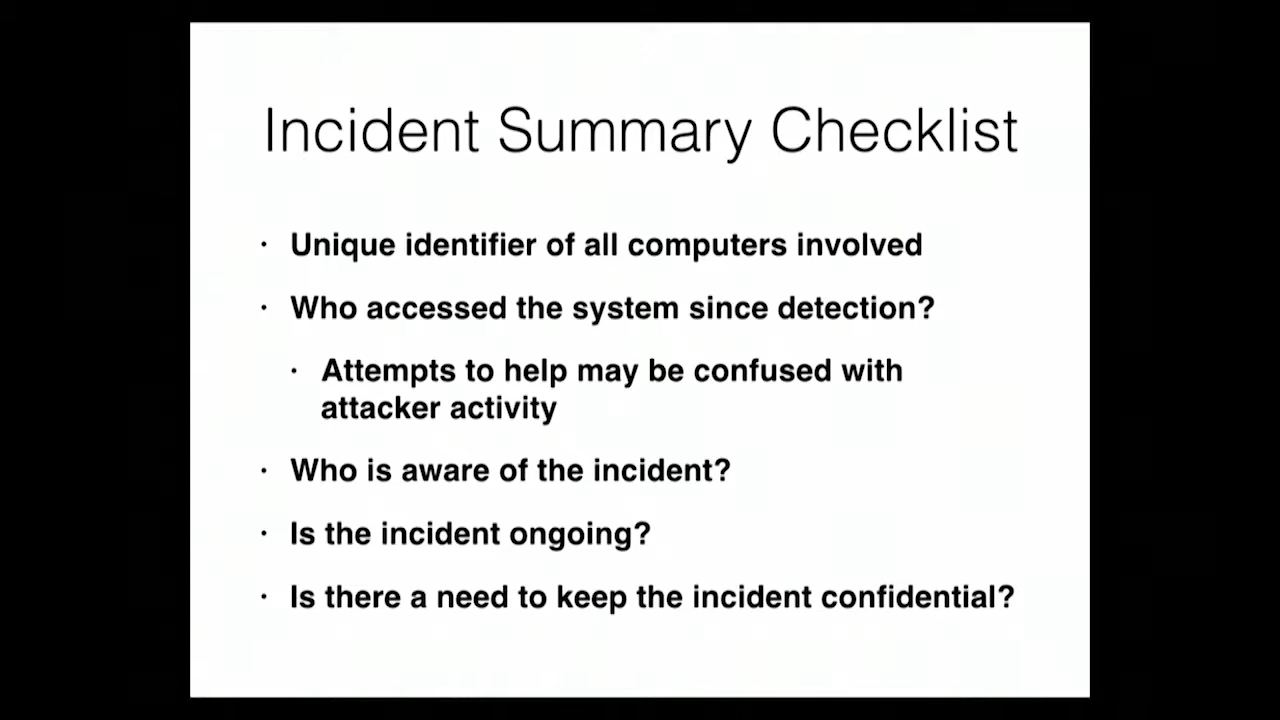 Incident Summary Checklist
· Unique identifier of all computers involved
· Who accessed the system since detection?
· Attempts to help may be confused with
attacker activity
· Who is aware of the incident?
· Is the incident ongoing?
· Is there a need to keep the incident confidential?